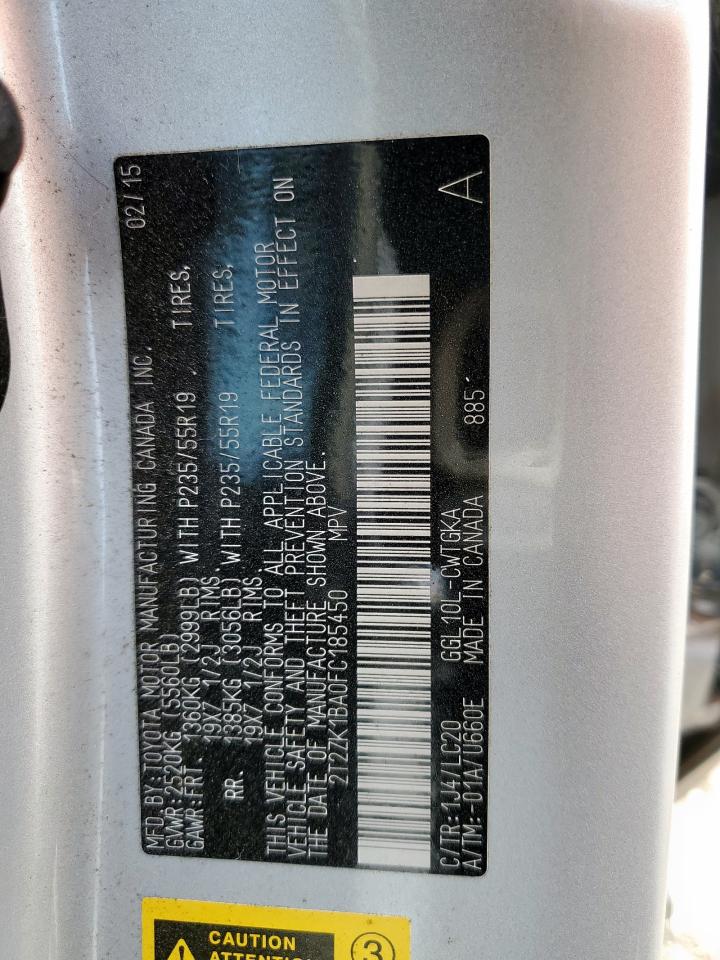 MFD. BY: TOYOTA MOTOR MANUFACTURING CANADA INC. 02/15
GVWR: 2520KG (5560LB)
GAWR: FRT. 1360KG (2999LB) WITH P235/55R19 TIRES,
19X7 1/2J RIMS
RR. 1385KG (3056LB) WITH P235/55R19 TIRES,
19X7 1/2J RIMS
THIS VEHICLE CONFORMS TO ALL APPLICABLE FEDERAL MOTOR
VEHICLE SAFETY AND THEFT PREVENTION STANDARDS IN EFFECT ON
THE DATE OF MANUFACTURE SHOWN ABOVE.
2T2ZK1BA0FC185450 MPV
C/TR: 1J4/LC20 GGL10L-CWTGKA
A/TM: -01A/U660E MADE IN CANADA 885 A
CAUTION
ATTENTION
3